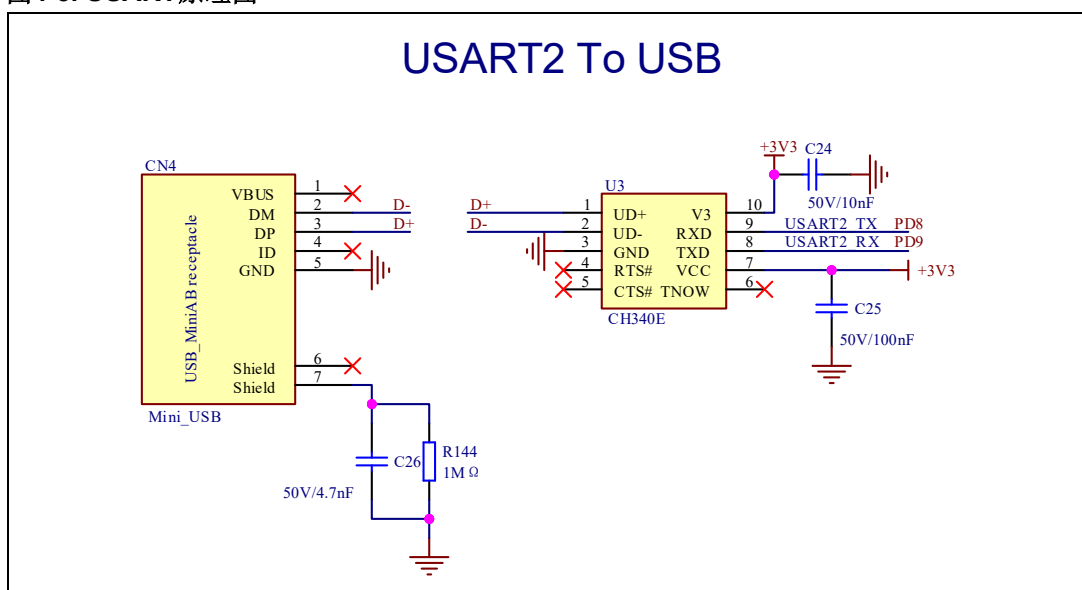 USART2 To USB
CN4
USB_MiniAB receptacle
VBUS 1
DM 2 D-
DP 3 D+
ID 4
GND 5
Shield 6
Shield 7
Mini_USB
C26
50V/4.7nF
R144
1MΩ
U3
D+ 1 UD+ V3 10
D- 2 UD- RXD 9 USART2_TX PD8
3 GND TXD 8 USART2_RX PD9
4 RTS# VCC 7 +3V3
5 CTS# TNOW 6
CH340E
+3V3 C24
50V/10nF
C25
50V/100nF